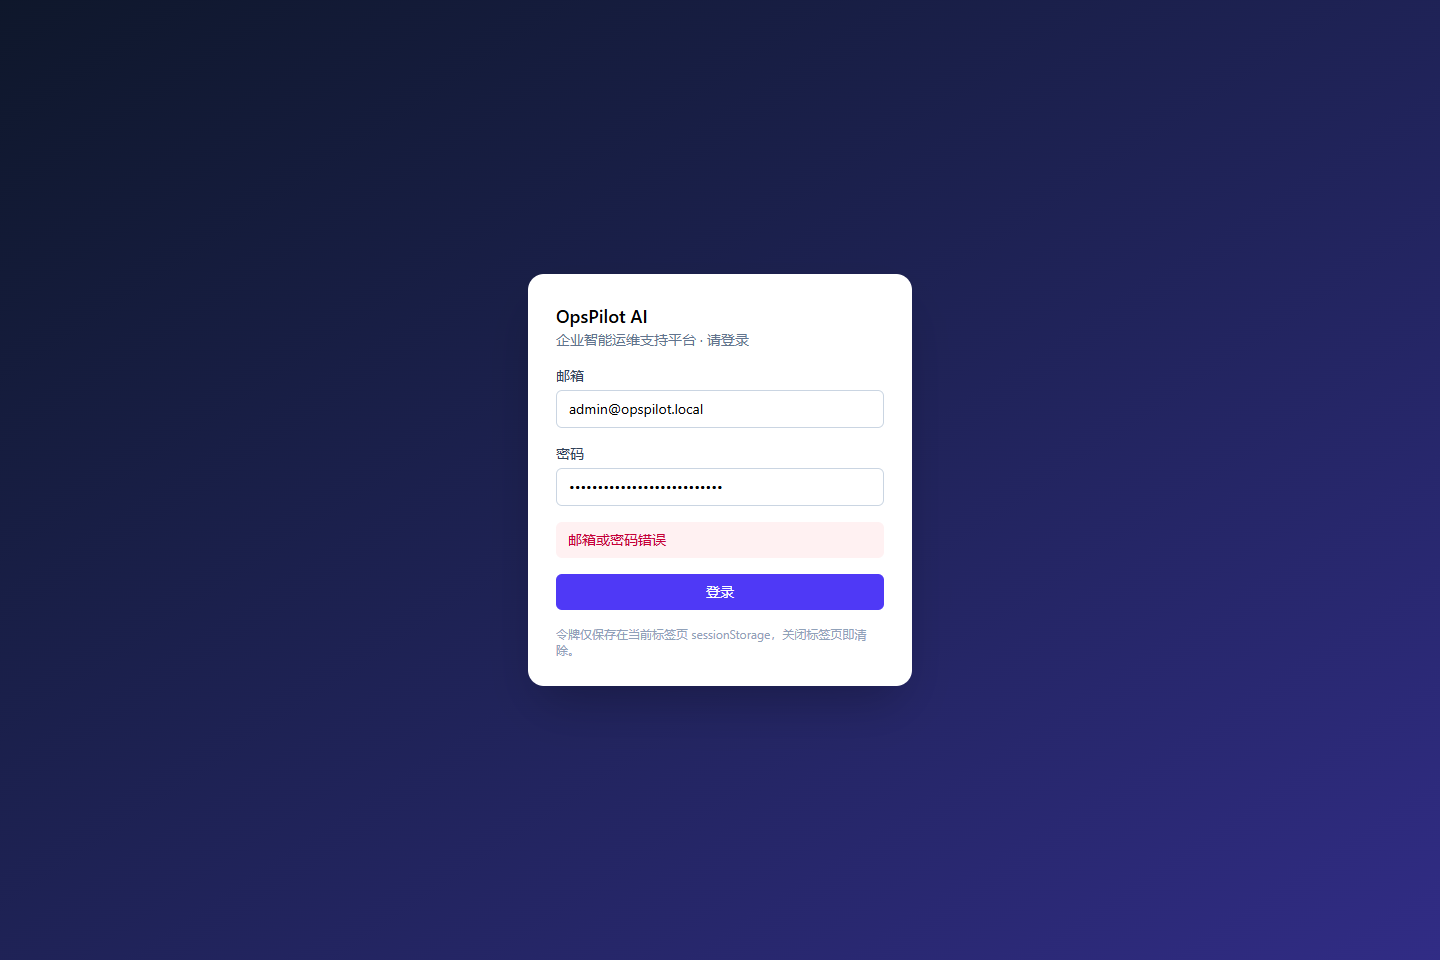 OpsPilot AI
企业智能运维支持平台 · 请登录
邮箱
admin@opspilot.local
密码
•••••••••••••••••••••••••••
邮箱或密码错误
登录
令牌仅保存在当前标签页 sessionStorage，关闭标签页即清
除。